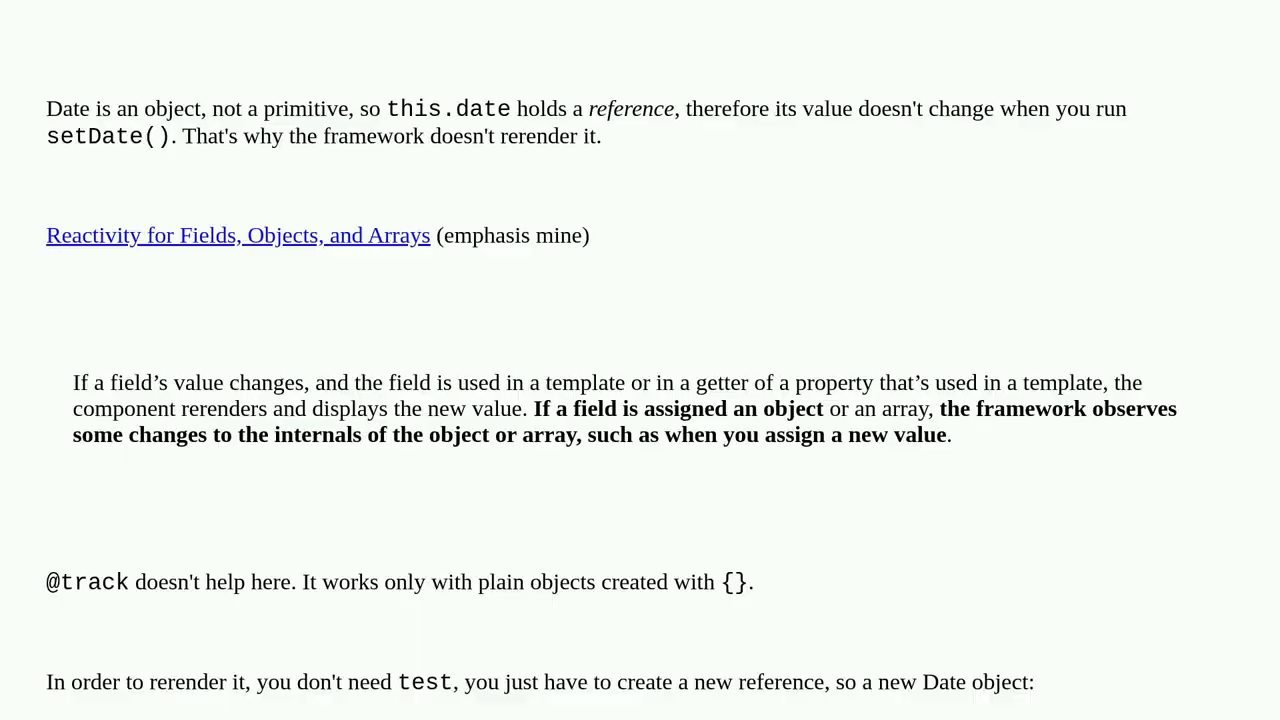 Date is an object, not a primitive, so this.date holds a reference, therefore its value doesn't change when you run
setDate(). That's why the framework doesn't rerender it.
Reactivity for Fields, Objects, and Arrays (emphasis mine)
If a field’s value changes, and the field is used in a template or in a getter of a property that’s used in a template, the
component rerenders and displays the new value. If a field is assigned an object or an array, the framework observes
some changes to the internals of the object or array, such as when you assign a new value.
@track doesn't help here. It works only with plain objects created with {}.
In order to rerender it, you don't need test, you just have to create a new reference, so a new Date object: